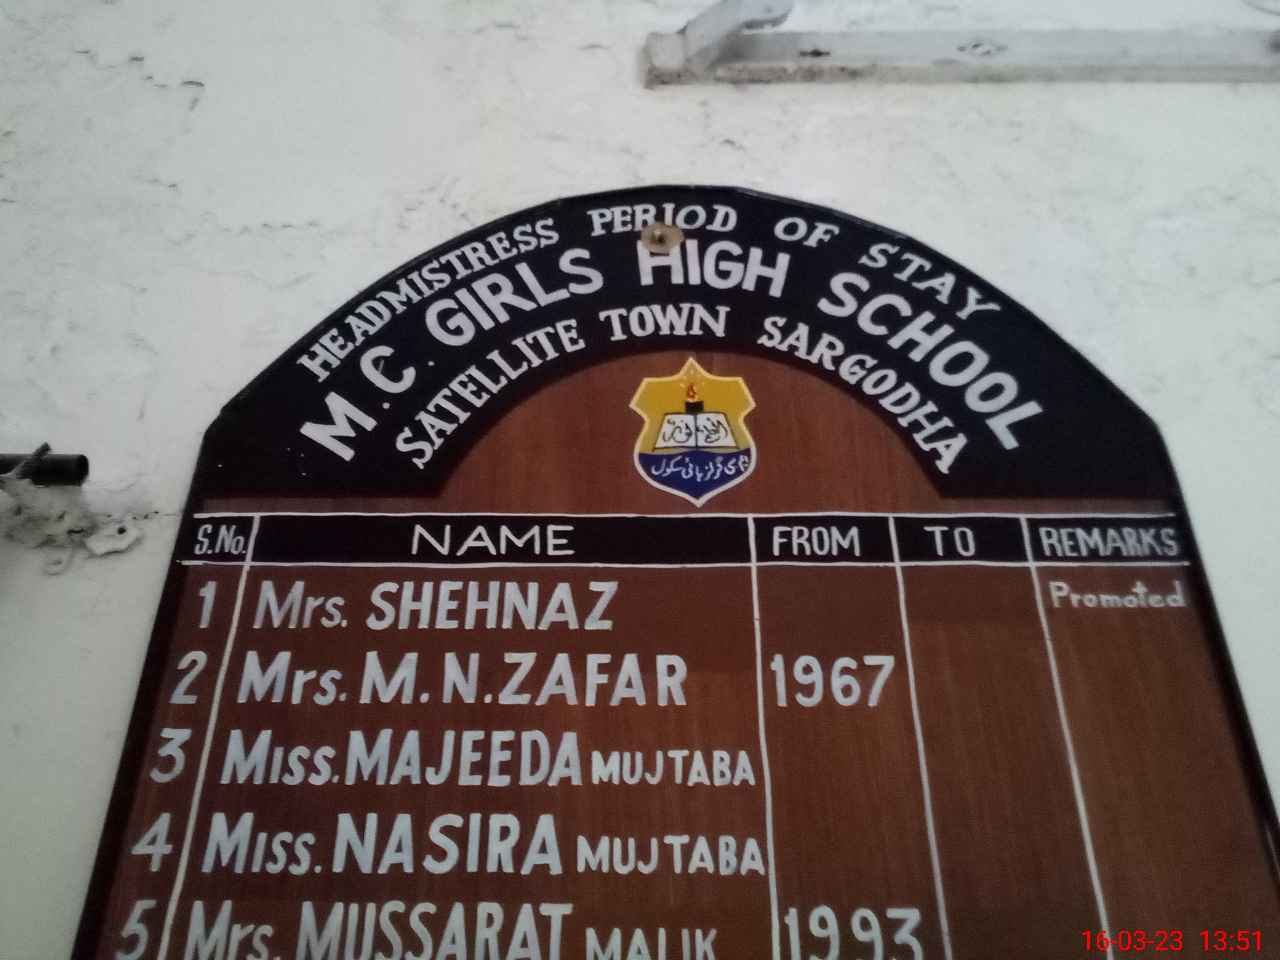 HEADMISTRESS PERIOD OF STAY
M.C. GIRLS HIGH SCHOOL
SATELLITE TOWN SARGODHA
S.No. NAME FROM TO REMARKS
1 Mrs. SHEHNAZ Promoted
2 Mrs. M.N. ZAFAR 1967
3 Miss. MAJEEDA MUJTABA
4 Miss. NASIRA MUJTABA
5 Mrs. MUSSARAT MALIK 1993
16-03-23 13:51